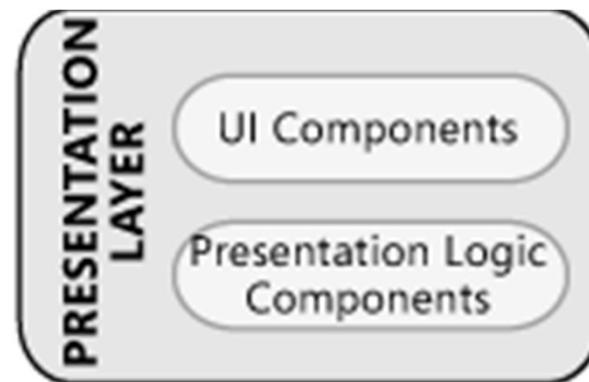 PRESENTATION
LAYER
UI Components
Presentation Logic
Components